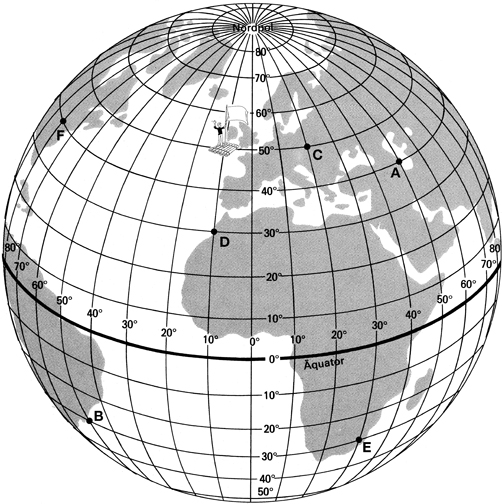 Nordpol
80°
70°
60°
F
50°
C
A
40°
D
30°
80° 80°
70° 20° 70°
60° 60°
50° 50°
40° 10° 40°
30° 30°
20° 20°
10° 0° 10°
0° Äquator
10°
B
20°
E
30°
40°
50°